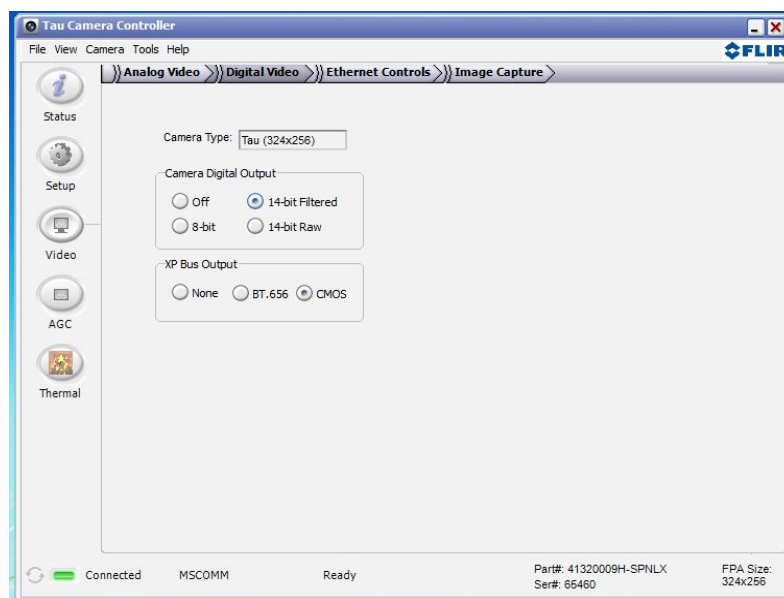 Tau Camera Controller
File View Camera Tools Help
FLIR
Analog Video Digital Video Ethernet Controls Image Capture
Status
Setup
Video
AGC
Thermal
Camera Type: Tau (324x256)
Camera Digital Output
Off 14-bit Filtered
8-bit 14-bit Raw
XP Bus Output
None BT.656 CMOS
Connected MSCOMM Ready Part#: 41320009H-SPNLX FPA Size:
Ser#: 65460 324x256